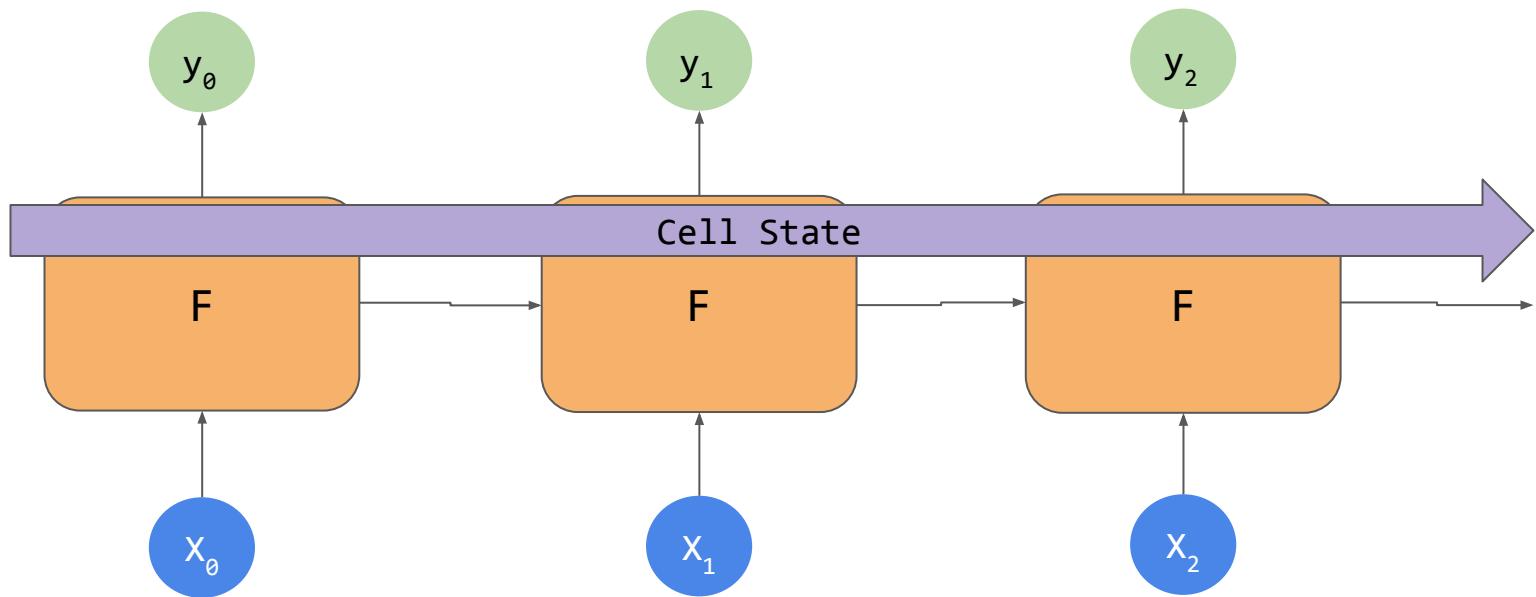 y₀ y₁ y₂
Cell State
F F F
X₀ X₁ X₂